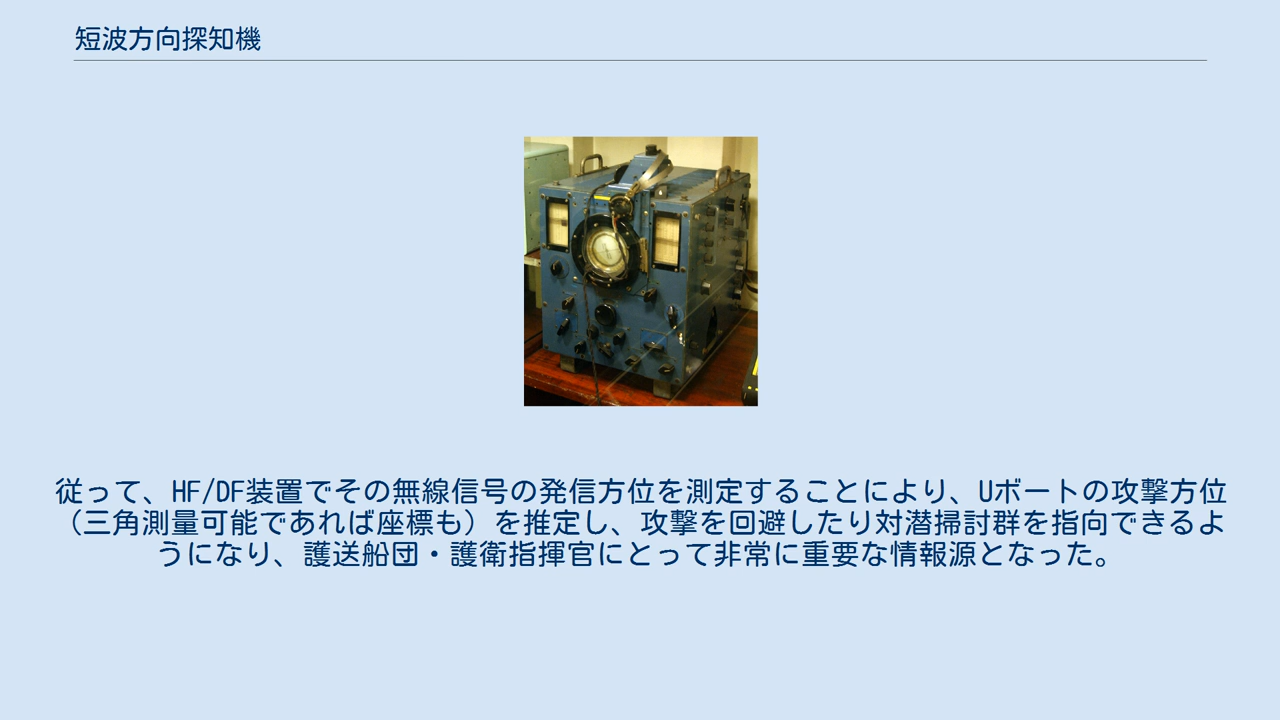 短波方向探知機
従って、HF/DF装置でその無線信号の発信方位を測定することにより、Uボートの攻撃方位
（三角測量可能であれば座標も）を推定し、攻撃を回避したり対潜掃討群を指向できるよ
うになり、護送船団・護衛指揮官にとって非常に重要な情報源となった。